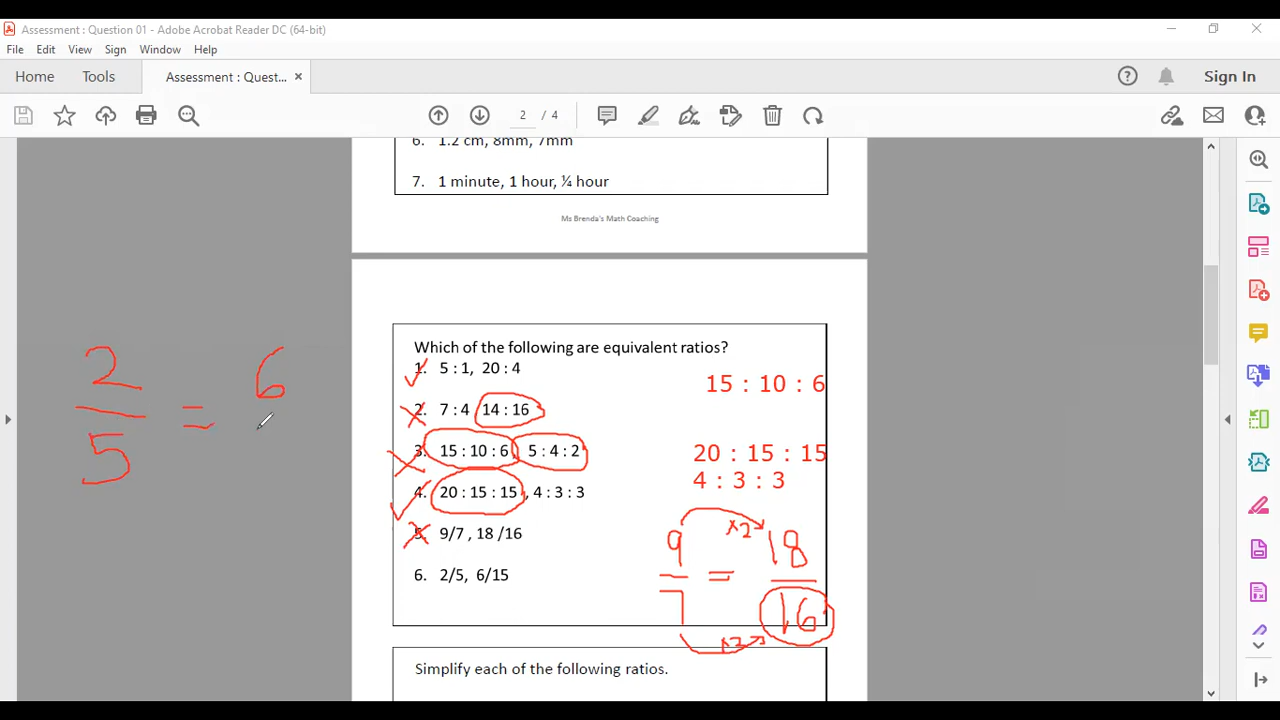 Assessment : Question 01 - Adobe Acrobat Reader DC (64-bit)
File Edit View Sign Window Help
Home Tools Assessment : Quest... × Sign In
2 / 4
6. 1.2 cm, 8mm, 7mm
7. 1 minute, 1 hour, ¼ hour
Ms Brenda's Math Coaching
Which of the following are equivalent ratios?
1. 5 : 1, 20 : 4
15 : 10 : 6
2. 7 : 4 14 : 16
3. 15 : 10 : 6 5 : 4 : 2
20 : 15 : 15
4 : 3 : 3
4. 20 : 15 : 15 , 4 : 3 : 3
5. 9/7 , 18 /16
6. 2/5, 6/15
2/5 = 6
×2
9/7 = 18/16
×2
Simplify each of the following ratios.